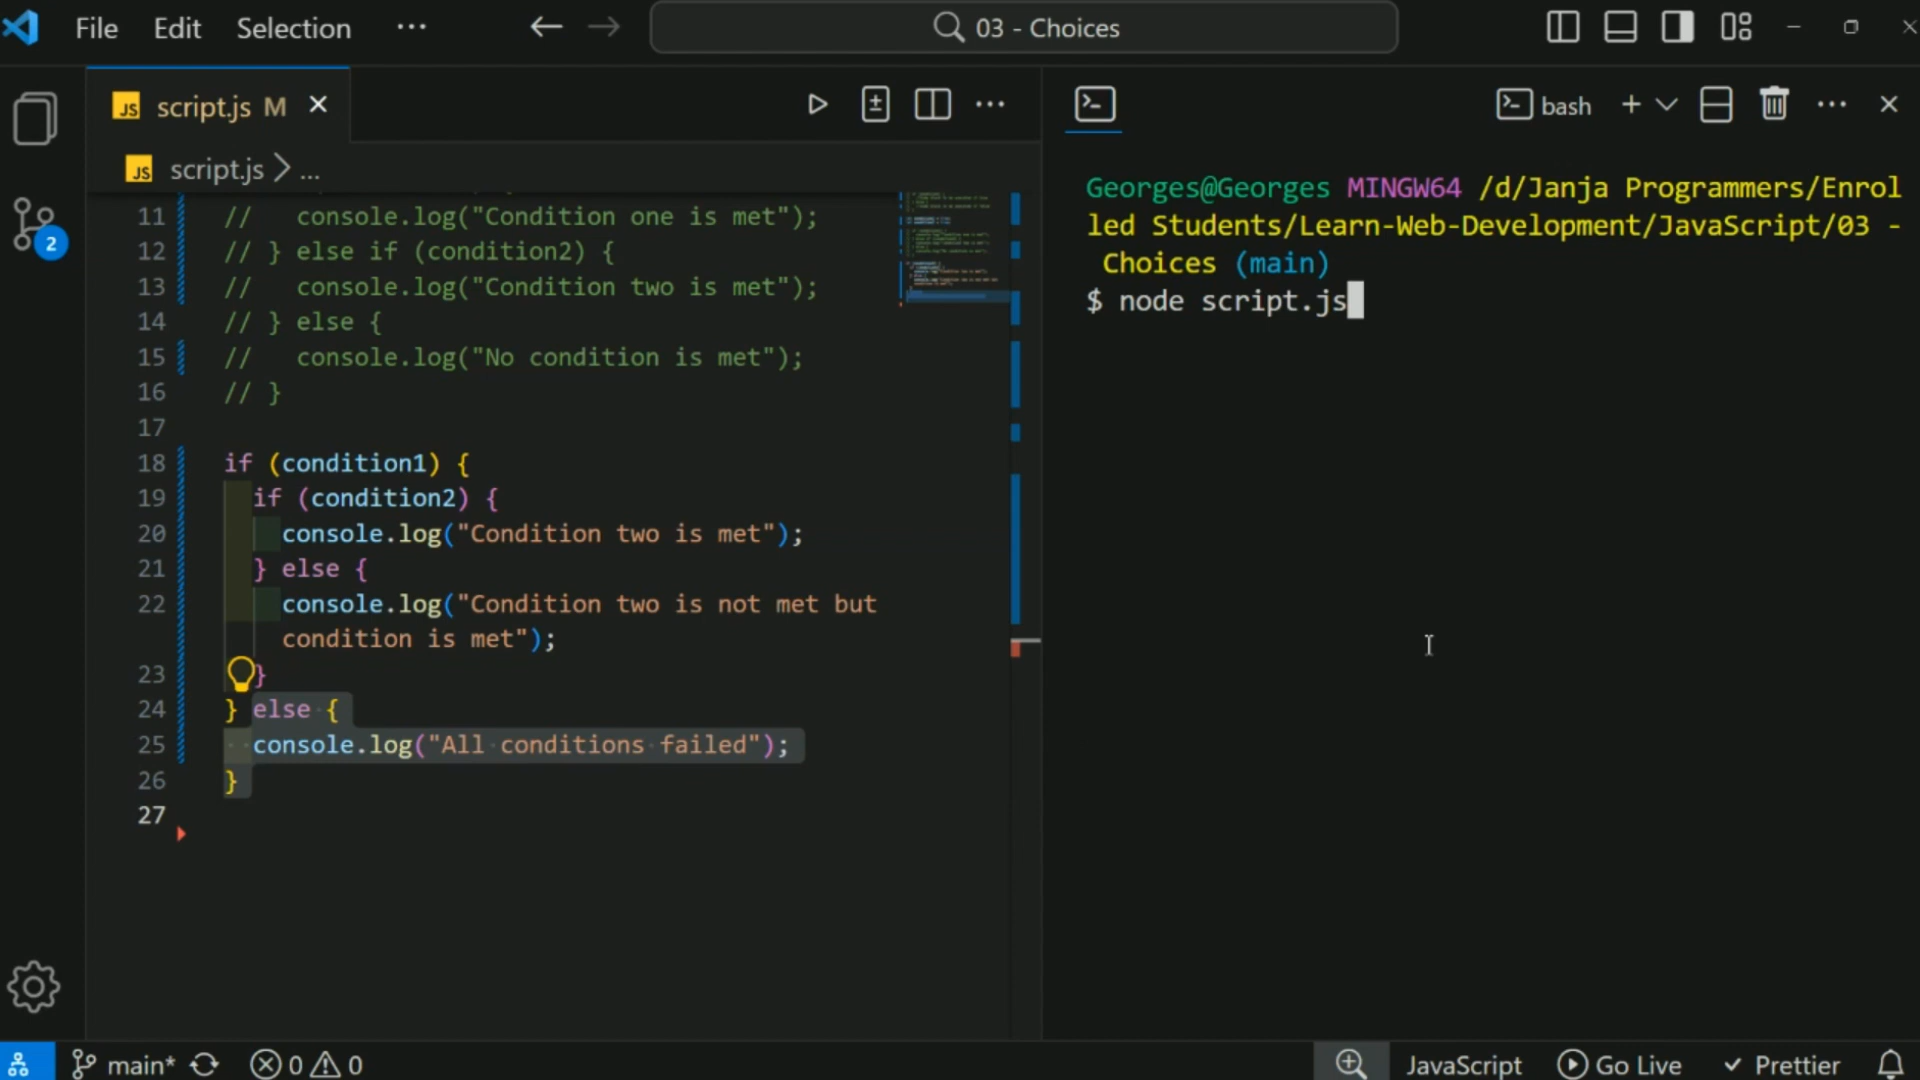 File Edit Selection ...
03 - Choices
JS script.js M
bash
JS script.js > ...
11 //   console.log("Condition one is met");
12 // } else if (condition2) {
13 //   console.log("Condition two is met");
14 // } else {
15 //   console.log("No condition is met");
16 // }
17
18 if (condition1) {
19   if (condition2) {
20     console.log("Condition two is met");
21   } else {
22     console.log("Condition two is not met but
condition is met");
23   }
24 } else {
25   console.log("All conditions failed");
26 }
27
Georges@Georges MINGW64 /d/Janja Programmers/Enrol
led Students/Learn-Web-Development/JavaScript/03 -
Choices (main)
$ node script.js
2
main* 0 0 JavaScript Go Live Prettier